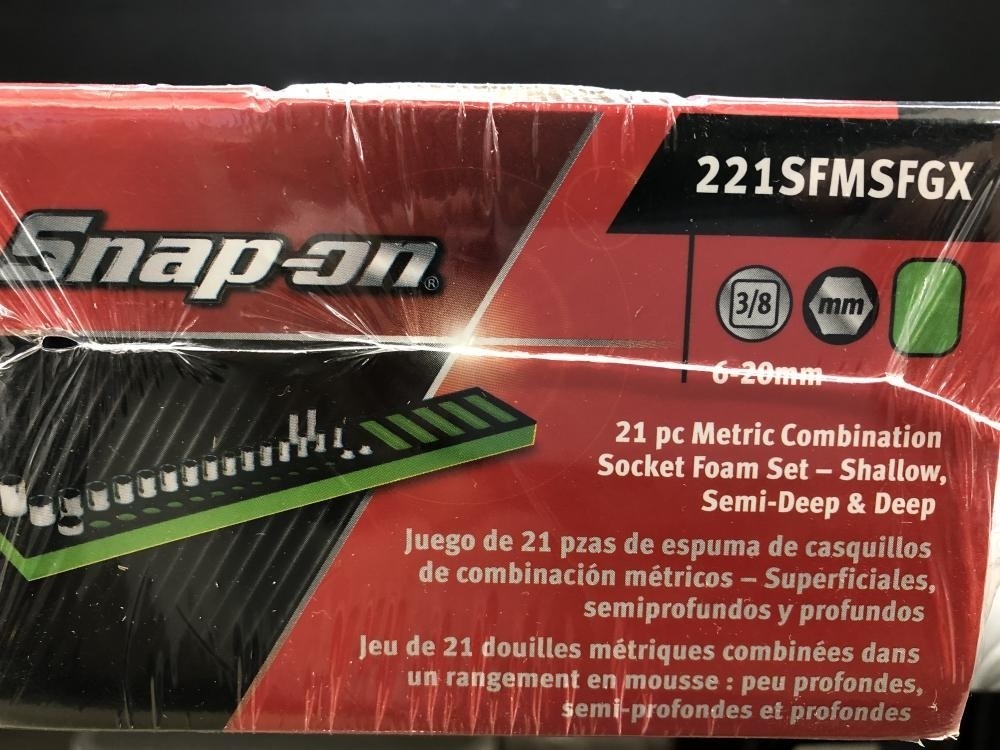 221SFMSFGX
Snap-on®
3/8 mm
6-20mm
21 pc Metric Combination
Socket Foam Set – Shallow,
Semi-Deep & Deep
Juego de 21 pzas de espuma de casquillos
de combinación métricos – Superficiales,
semiprofundos y profundos
Jeu de 21 douilles métriques combinées dans
un rangement en mousse : peu profondes,
semi-profondes et profondes